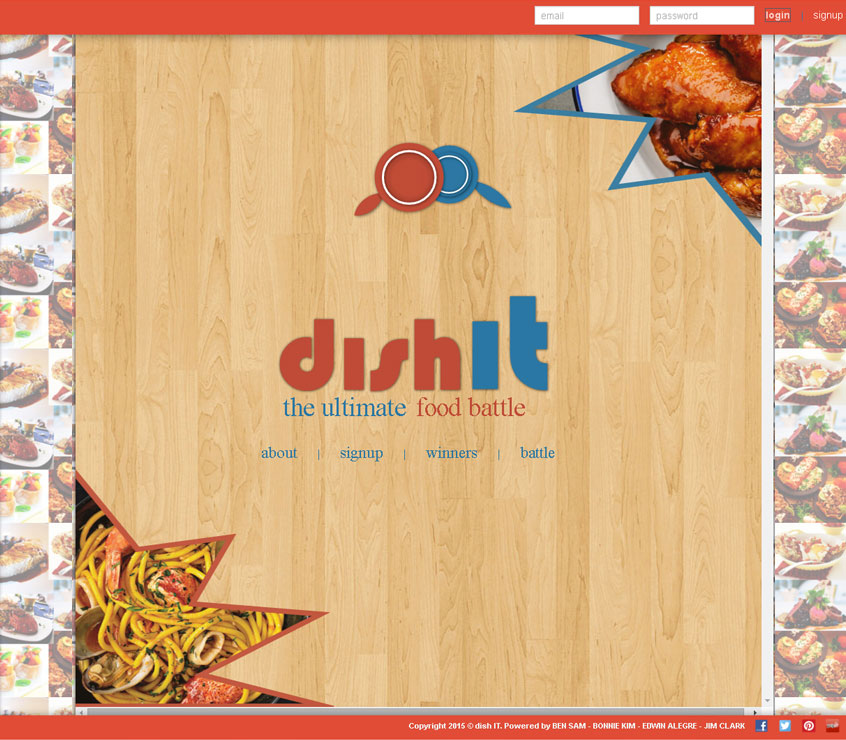 email password login | signup
dishIt
the ultimate food battle
about | signup | winners | battle
Copyright 2015 © dish IT. Powered by BEN SAM - BONNIE KIM - EDWIN ALEGRE - JIM CLARK